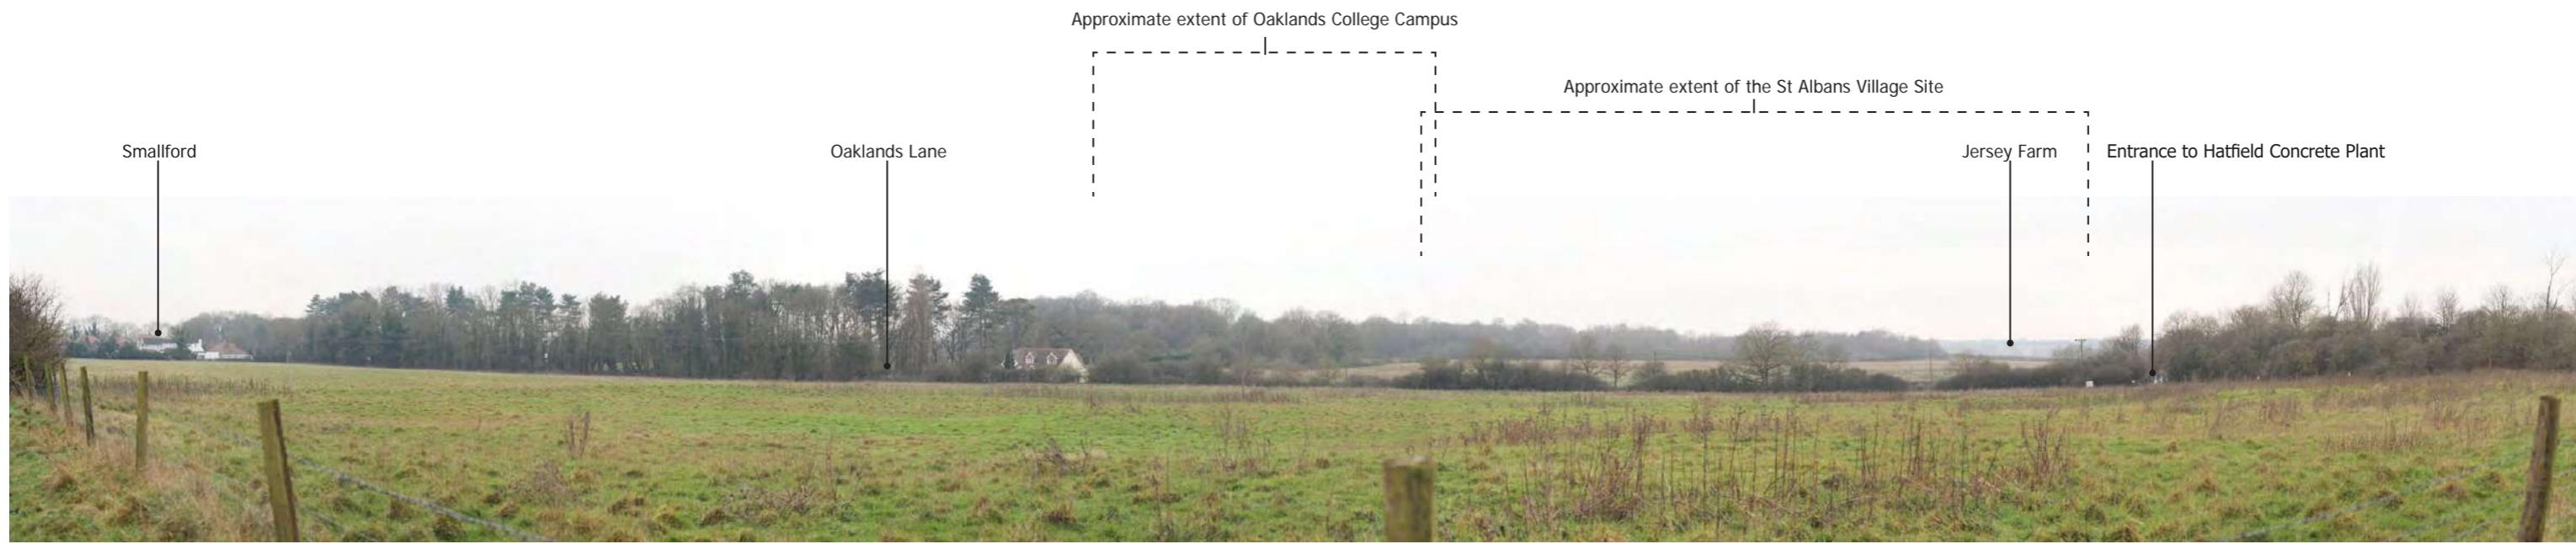 Approximate extent of Oaklands College Campus
Approximate extent of the St Albans Village Site
Smallford
Oaklands Lane
Jersey Farm
Entrance to Hatfield Concrete Plant